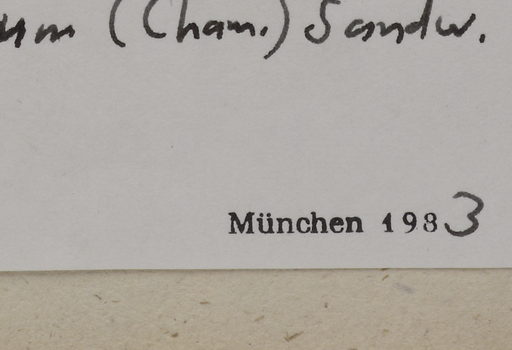 um (Cham.) Sandw.
München 1983